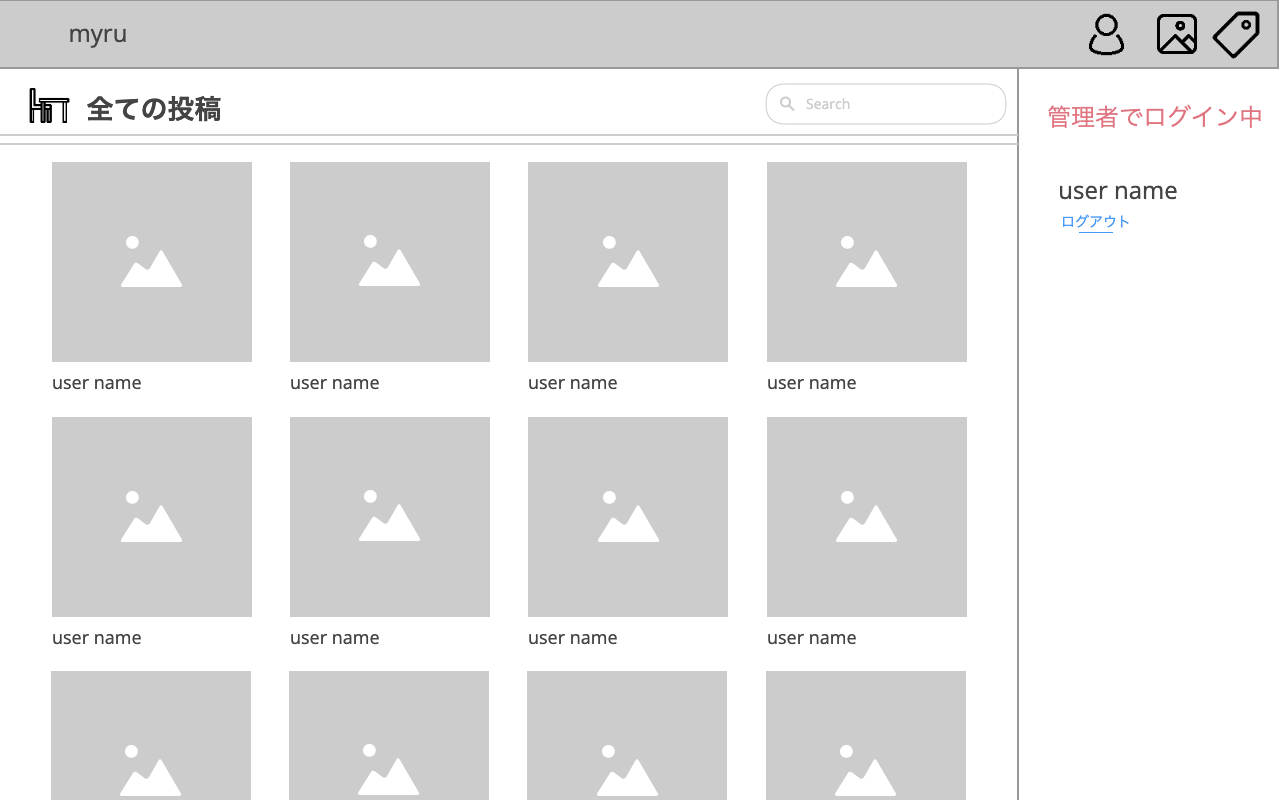 myru
全ての投稿
Search
管理者でログイン中
user name
ログアウト
user name
user name
user name
user name
user name
user name
user name
user name